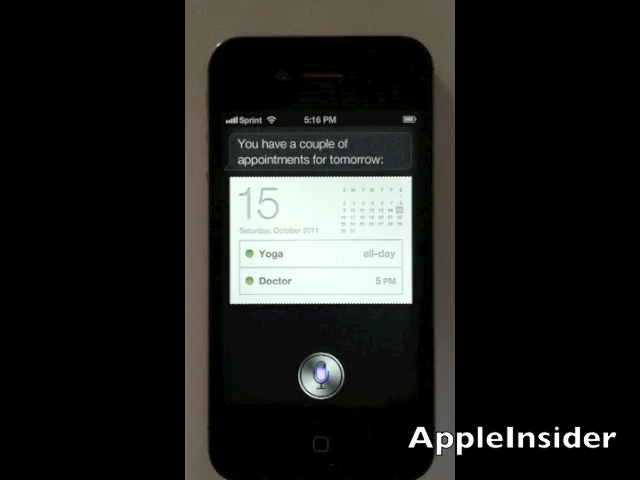 Sprint 5:16 PM
You have a couple of
appointments for tomorrow:
15
S M T W T F S
Saturday, October 2011
Yoga all-day
Doctor 5 PM
AppleInsider